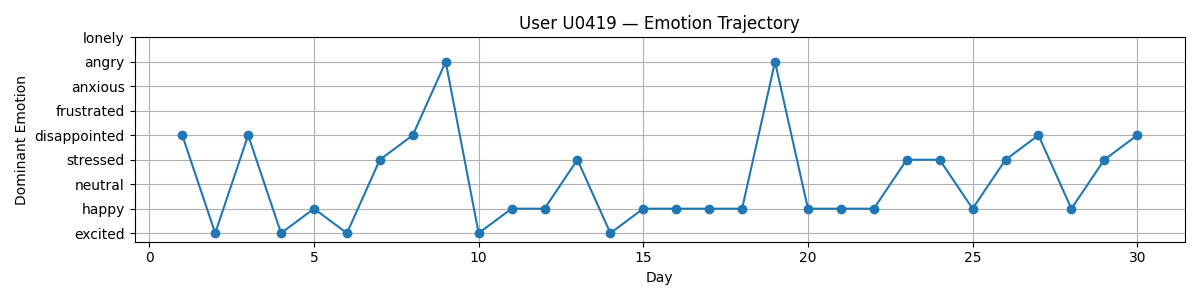 User U0419 — Emotion Trajectory
Dominant Emotion
lonely
angry
anxious
frustrated
disappointed
stressed
neutral
happy
excited
0 5 10 15 20 25 30
Day